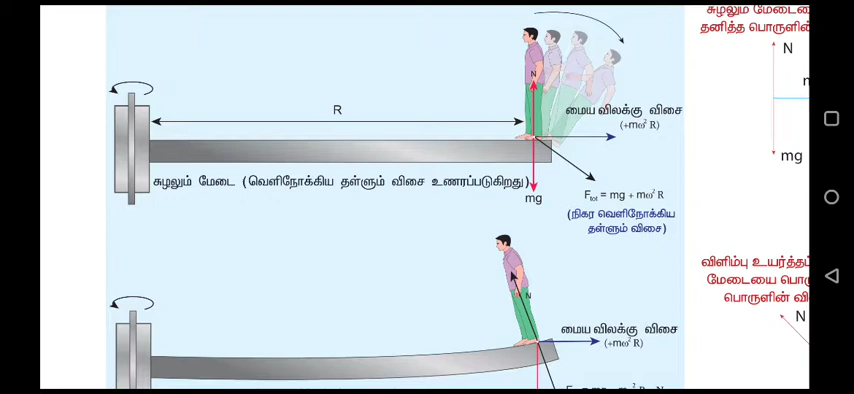 சுழலும் மேடையை
தனித்த பொருளின்
N
mg
R
N
மைய விலக்கு விசை
(+mω² R)
சுழலும் மேடை (வெளிநோக்கிய தள்ளும் விசை உணரப்படுகிறது)
mg
Ftot = mg + mω² R
(நிகர வெளிநோக்கிய
தள்ளும் விசை)
N
மைய விலக்கு விசை
(+mω² R)
விளிம்பு உயர்த்தப்
மேடையை
N